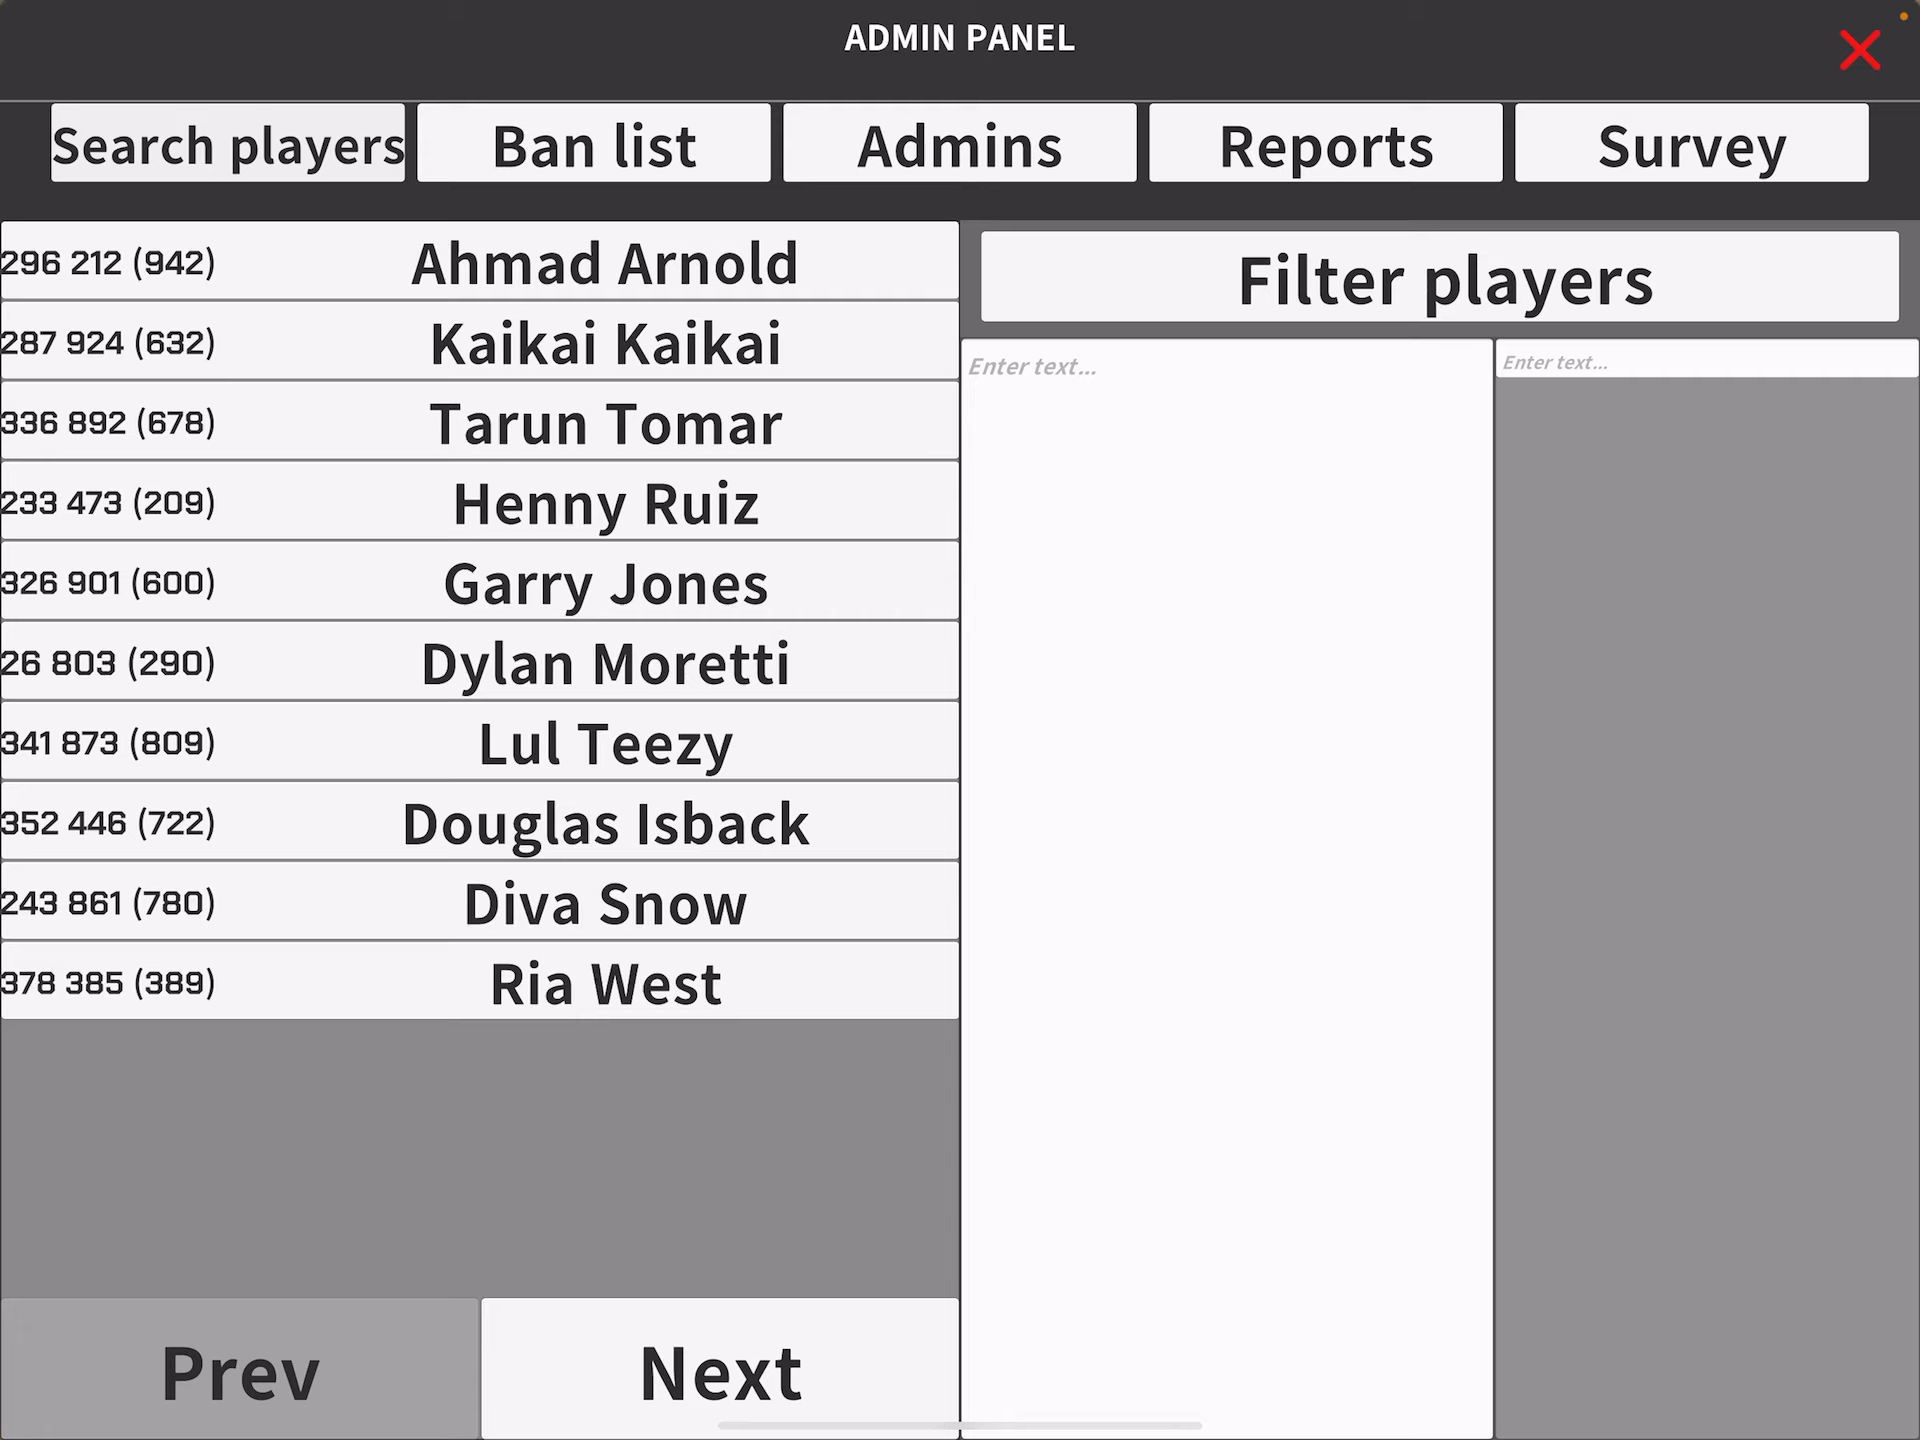 ADMIN PANEL
Search players
Ban list
Admins
Reports
Survey
296 212 (942) Ahmad Arnold
287 924 (632) Kaikai Kaikai
336 892 (678) Tarun Tomar
233 473 (209) Henny Ruiz
326 901 (600) Garry Jones
26 803 (290) Dylan Moretti
341 873 (809) Lul Teezy
352 446 (722) Douglas Isback
243 861 (780) Diva Snow
378 385 (389) Ria West
Prev
Next
Filter players
Enter text...
Enter text...